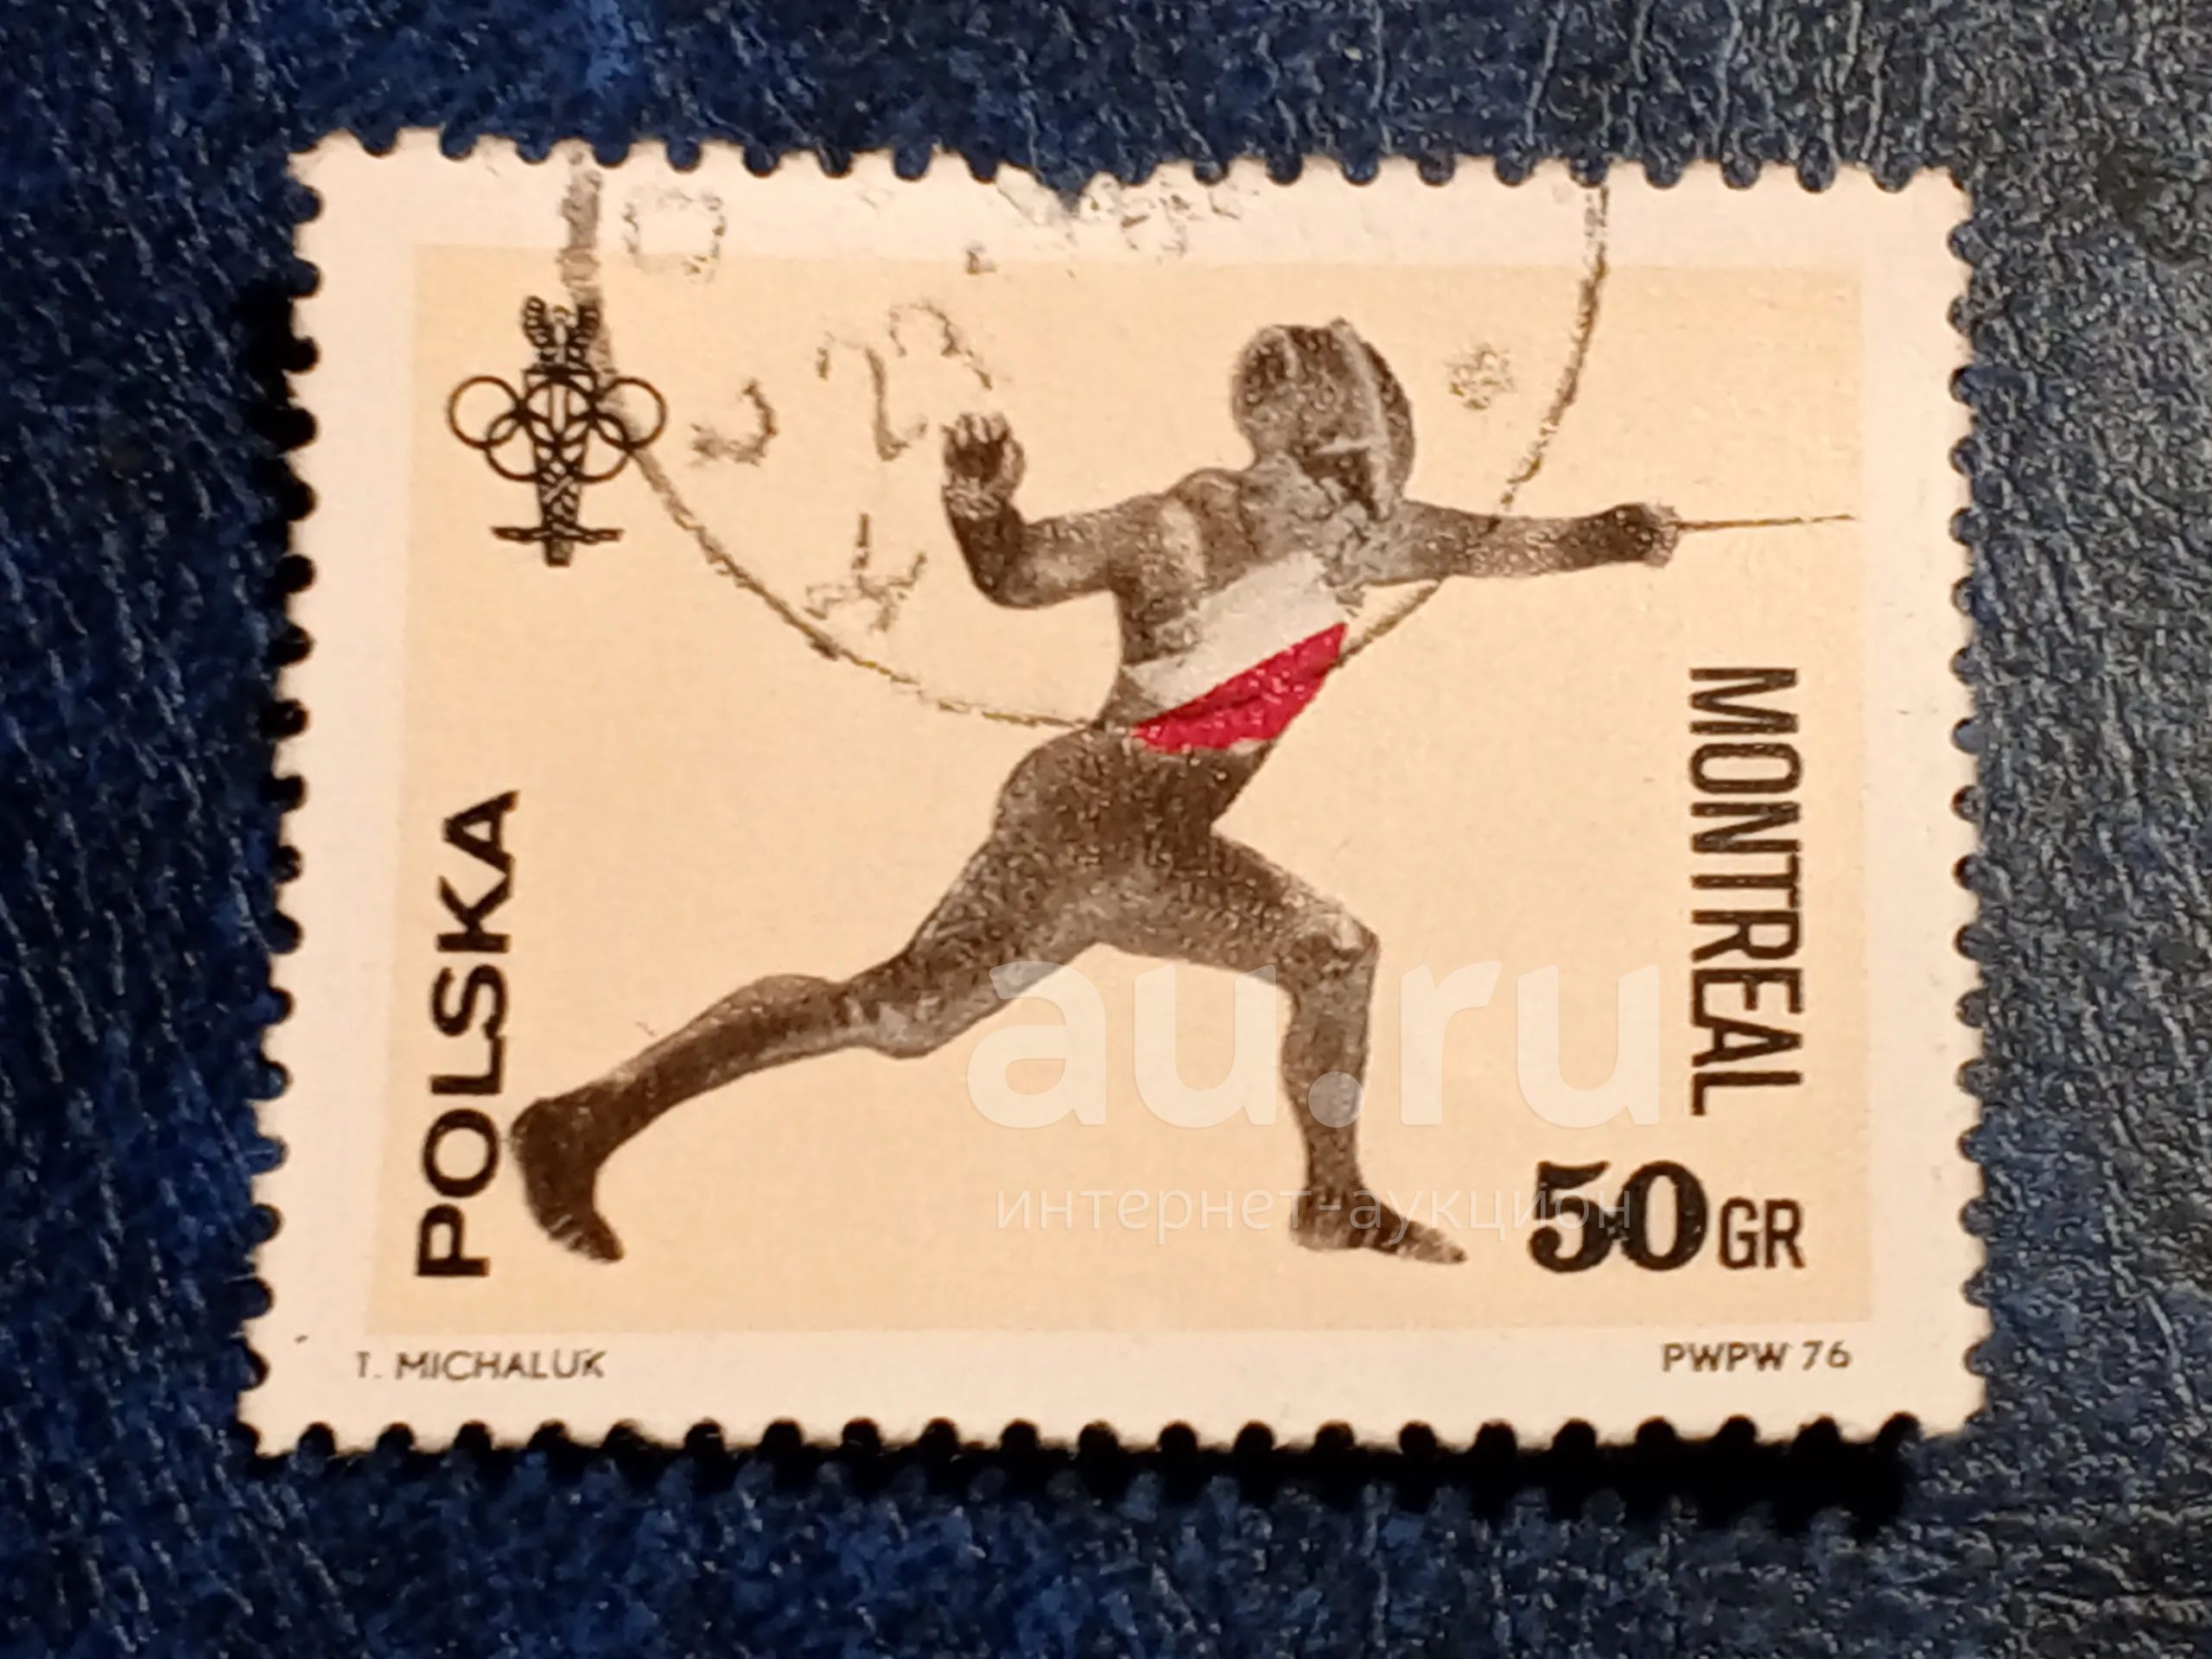 POLSKA
MONTREAL
50 GR
T. MICHALUK
PWPW 76
au.ru
интернет-аукцион